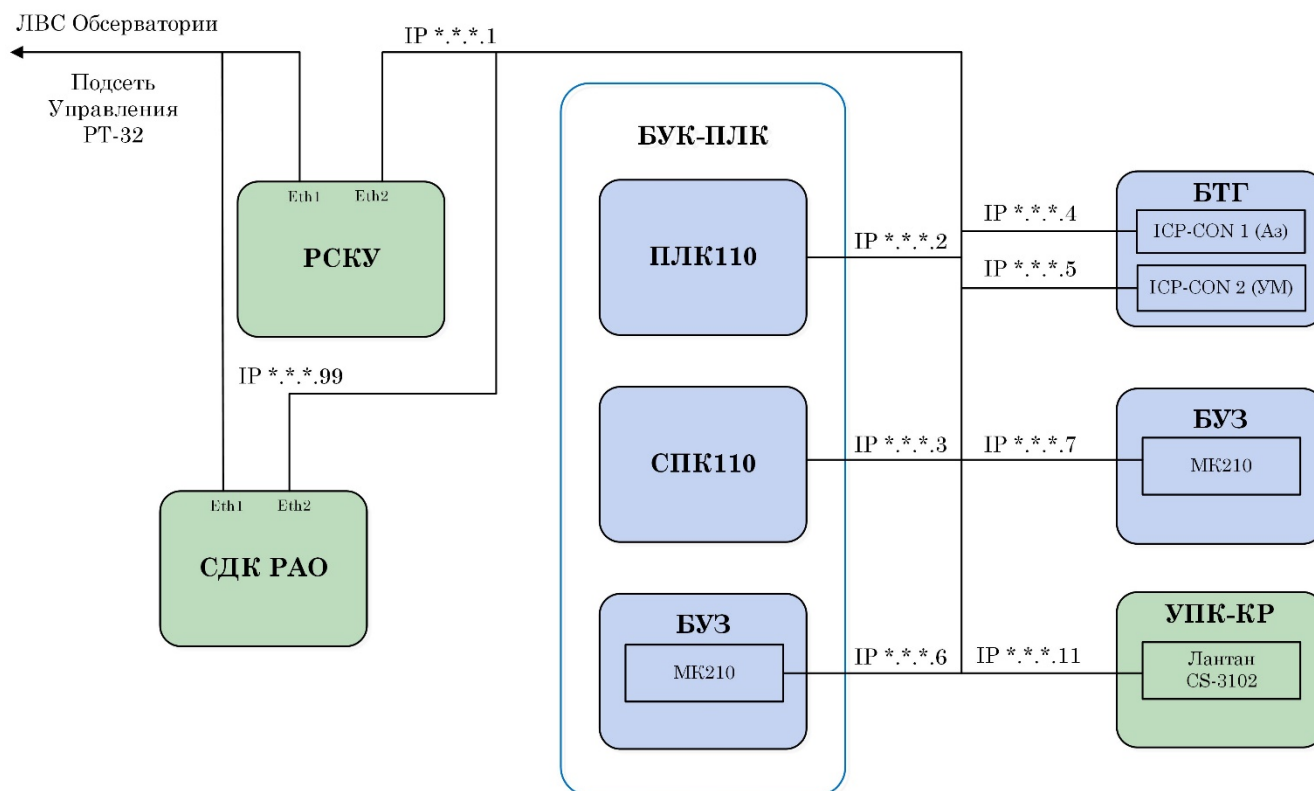 ЛВС Обсерватории
Подсеть
Управления
РТ-32
IP *.*.*.1
Eth1
Eth2
РСКУ
IP *.*.*.99
Eth1
Eth2
СДК РАО
БУК-ПЛК
ПЛК110
IP *.*.*.2
СПК110
IP *.*.*.3
БУЗ
МК210
IP *.*.*.6
IP *.*.*.4
IP *.*.*.5
БТГ
ICP-CON 1 (Аз)
ICP-CON 2 (УМ)
IP *.*.*.7
БУЗ
МК210
IP *.*.*.11
УПК-КР
Лантан
CS-3102